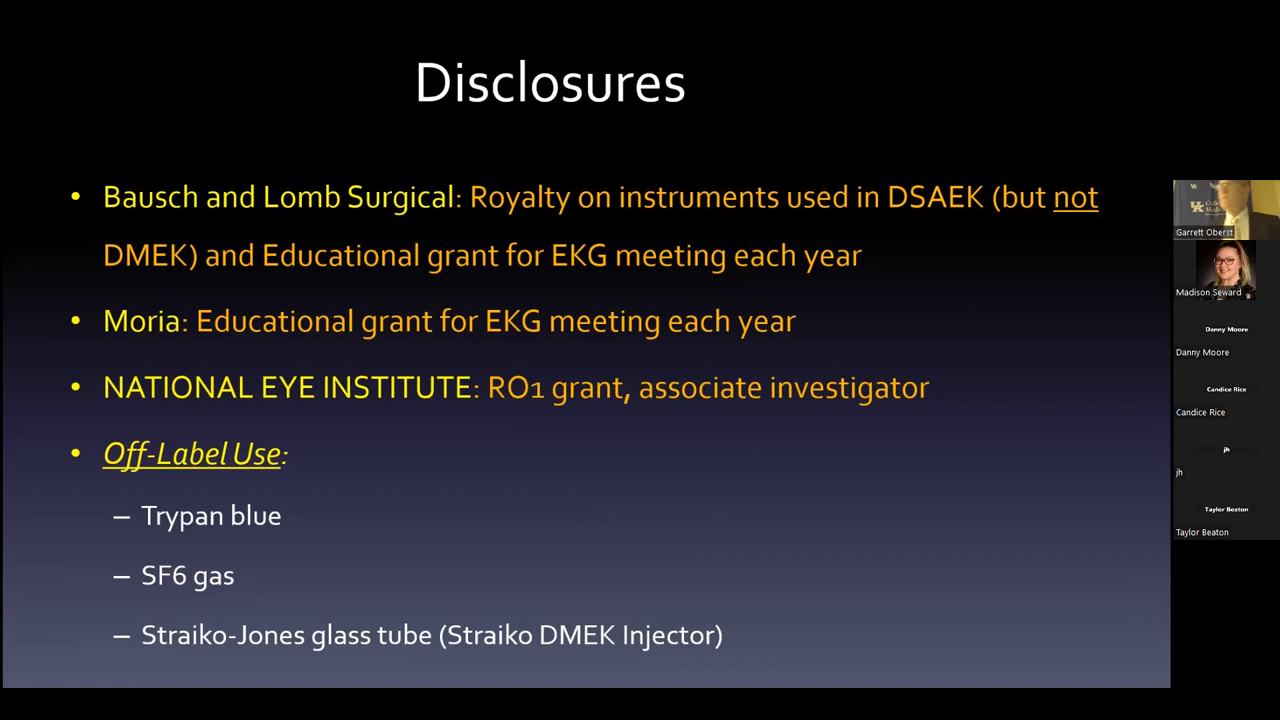 Disclosures
• Bausch and Lomb Surgical: Royalty on instruments used in DSAEK (but not
DMEK) and Educational grant for EKG meeting each year
• Moria: Educational grant for EKG meeting each year
• NATIONAL EYE INSTITUTE: RO1 grant, associate investigator
• Off-Label Use:
– Trypan blue
– SF6 gas
– Straiko-Jones glass tube (Straiko DMEK Injector)
UK
Garrett Oberst
Madison Seward
Danny Moore
Danny Moore
Candice Rice
Candice Rice
jh
jh
Taylor Beaton
Taylor Beaton